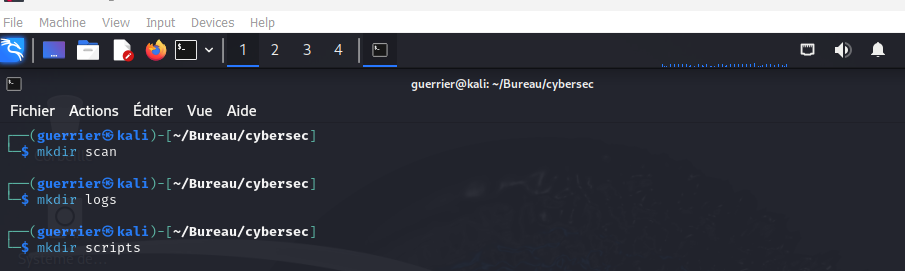 File Machine View Input Devices Help
1 2 3 4
guerrier@kali: ~/Bureau/cybersec
Fichier Actions Éditer Vue Aide
┌──(guerrier㉿kali)-[~/Bureau/cybersec]
└─$ mkdir scan
┌──(guerrier㉿kali)-[~/Bureau/cybersec]
└─$ mkdir logs
┌──(guerrier㉿kali)-[~/Bureau/cybersec]
└─$ mkdir scripts